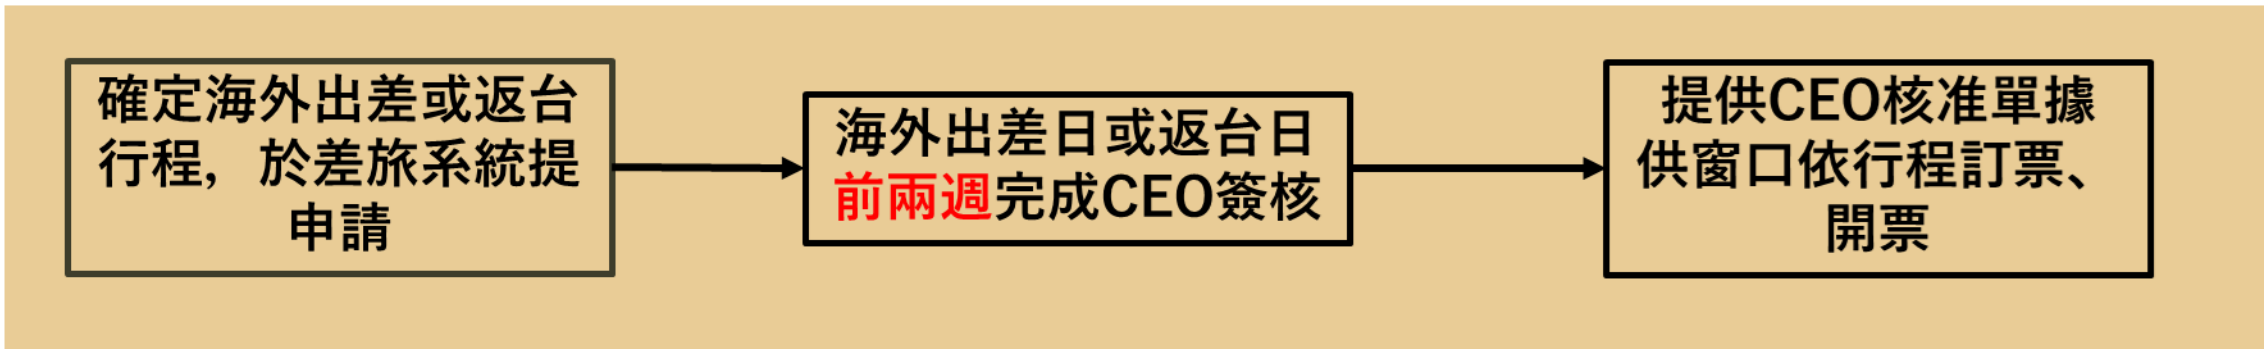 確定海外出差或返台
行程，於差旅系統提
申請
海外出差日或返台日
前兩週完成CEO簽核
提供CEO核准單據
供窗口依行程訂票、
開票